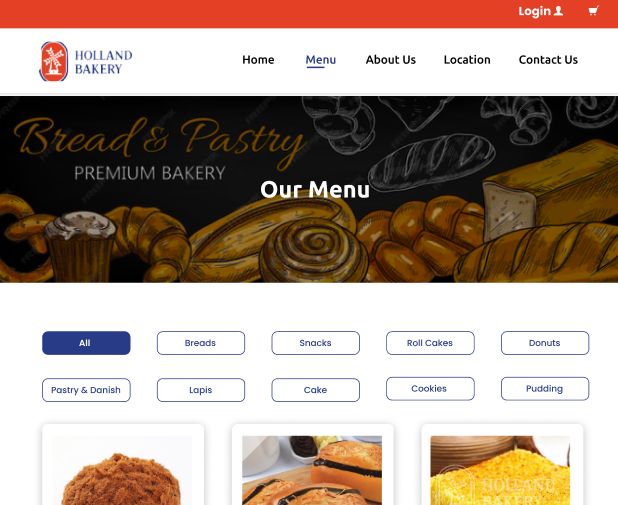 Login
HOLLAND
BAKERY
Home
Menu
About Us
Location
Contact Us
Bread & Pastry
PREMIUM BAKERY
Our Menu
All
Breads
Snacks
Roll Cakes
Donuts
Pastry & Danish
Lapis
Cake
Cookies
Pudding
HOLLAND
BAKERY